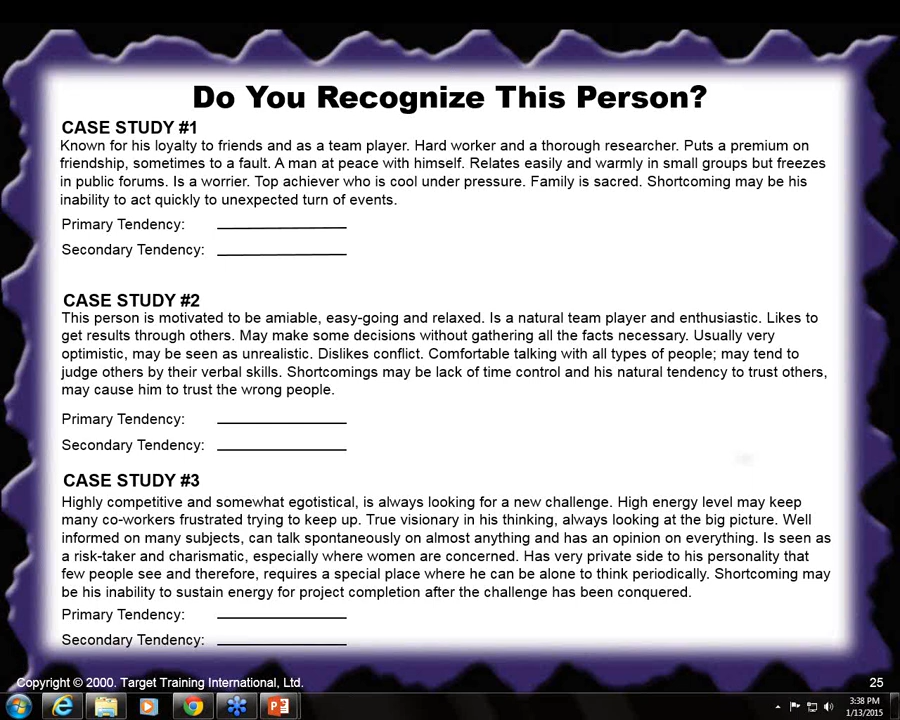 Do You Recognize This Person?
CASE STUDY #1
Known for his loyalty to friends and as a team player. Hard worker and a thorough researcher. Puts a premium on
friendship, sometimes to a fault. A man at peace with himself. Relates easily and warmly in small groups but freezes
in public forums. Is a worrier. Top achiever who is cool under pressure. Family is sacred. Shortcoming may be his
inability to act quickly to unexpected turn of events.
Primary Tendency:
Secondary Tendency:
CASE STUDY #2
This person is motivated to be amiable, easy-going and relaxed. Is a natural team player and enthusiastic. Likes to
get results through others. May make some decisions without gathering all the facts necessary. Usually very
optimistic, may be seen as unrealistic. Dislikes conflict. Comfortable talking with all types of people; may tend to
judge others by their verbal skills. Shortcomings may be lack of time control and his natural tendency to trust others,
may cause him to trust the wrong people.
Primary Tendency:
Secondary Tendency:
CASE STUDY #3
Highly competitive and somewhat egotistical, is always looking for a new challenge. High energy level may keep
many co-workers frustrated trying to keep up. True visionary in his thinking, always looking at the big picture. Well
informed on many subjects, can talk spontaneously on almost anything and has an opinion on everything. Is seen as
a risk-taker and charismatic, especially where women are concerned. Has very private side to his personality that
few people see and therefore, requires a special place where he can be alone to think periodically. Shortcoming may
be his inability to sustain energy for project completion after the challenge has been conquered.
Primary Tendency:
Secondary Tendency:
Copyright © 2000. Target Training International, Ltd.
25
3:38 PM
1/13/2015